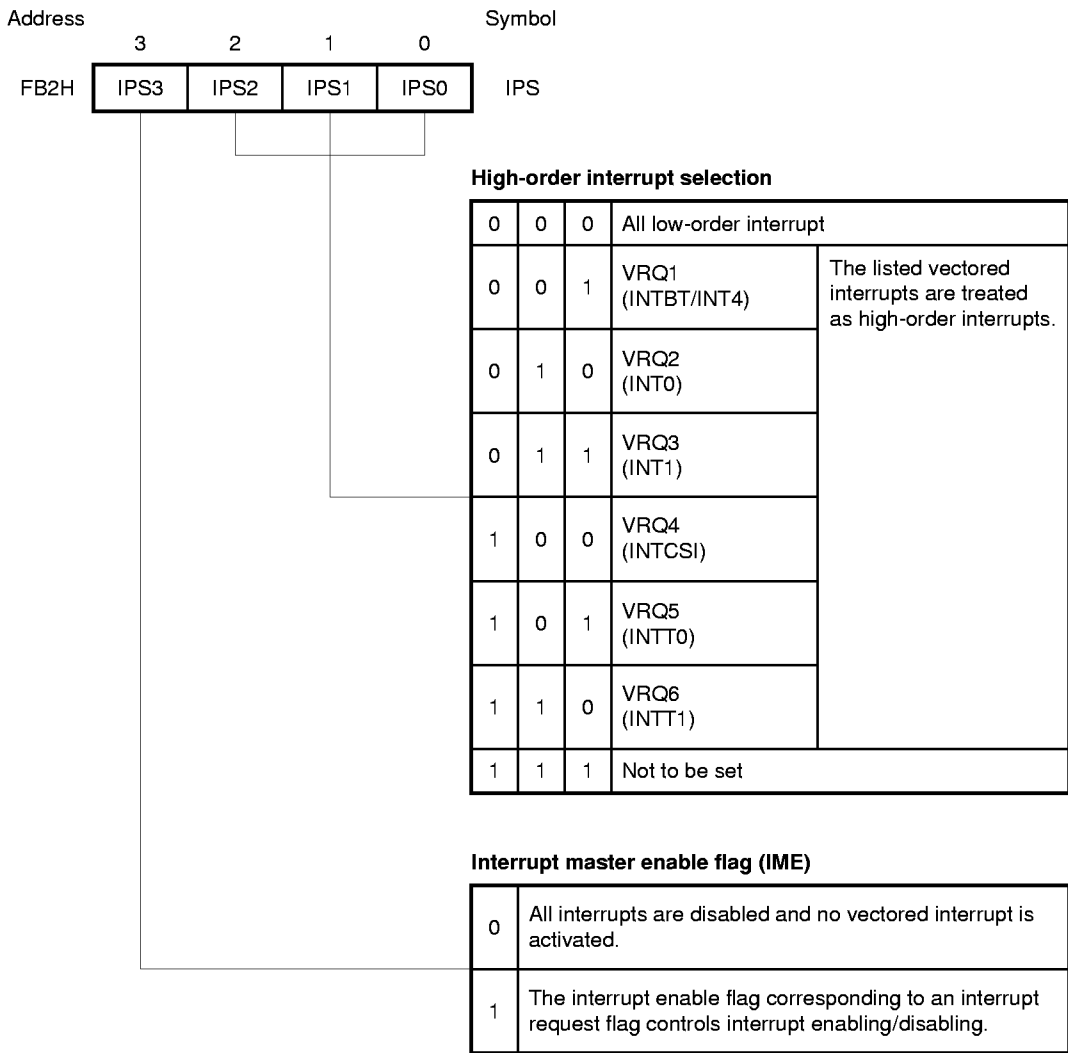 Address Symbol
3 2 1 0
FB2H IPS3 IPS2 IPS1 IPS0 IPS
High-order interrupt selection
0 0 0 All low-order interrupt
0 0 1 VRQ1
(INTBT/INT4)
The listed vectored
interrupts are treated
as high-order interrupts.
0 1 0 VRQ2
(INT0)
0 1 1 VRQ3
(INT1)
1 0 0 VRQ4
(INTCSI)
1 0 1 VRQ5
(INTT0)
1 1 0 VRQ6
(INTT1)
1 1 1 Not to be set
Interrupt master enable flag (IME)
0 All interrupts are disabled and no vectored interrupt is
activated.
1 The interrupt enable flag corresponding to an interrupt
request flag controls interrupt enabling/disabling.